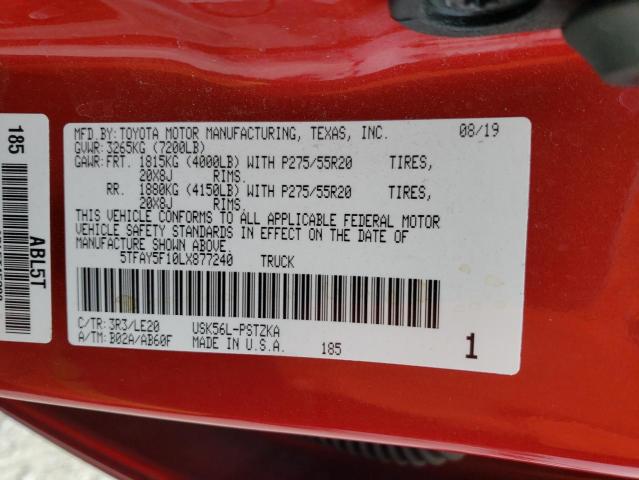 MFD.BY: TOYOTA MOTOR MANUFACTURING, TEXAS, INC. 08/19
GVWR: 3265KG (7200LB)
GAWR: FRT. 1815KG (4000LB) WITH P275/55R20 TIRES,
20X8J RIMS.
RR. 1880KG (4150LB) WITH P275/55R20 TIRES,
20X8J RIMS.
THIS VEHICLE CONFORMS TO ALL APPLICABLE FEDERAL MOTOR
VEHICLE SAFETY STANDARDS IN EFFECT ON THE DATE OF
MANUFACTURE SHOWN ABOVE.
5TFAY5F10LX877240 TRUCK
C/TR: 3R3/LE20 USK56L-PSTZKA
A/TM: B02A/AB60F MADE IN U.S.A. 185 1
185
ABL5T